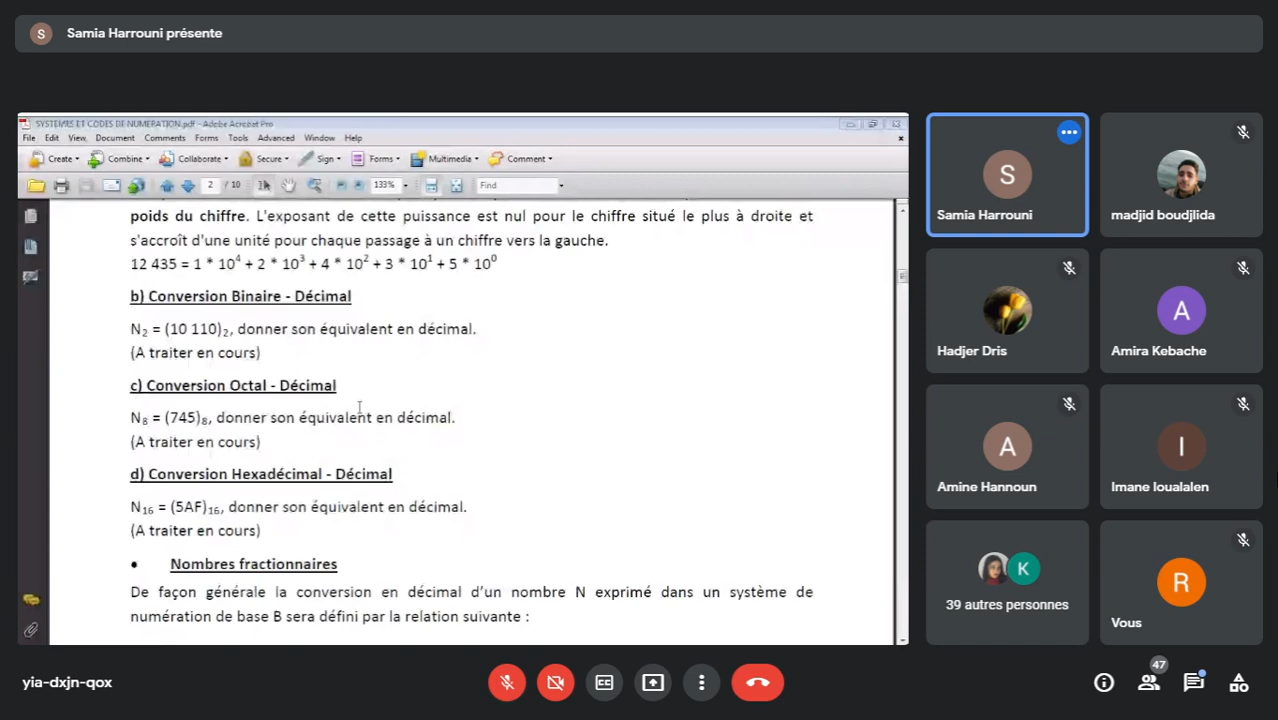 S
Samia Harrouni présente
SYSTEMES ET CODES DE NUMERATION.pdf - Adobe Acrobat Pro
File Edit View Document Comments Forms Tools Advanced Window Help
Create Combine Collaborate Secure Sign Forms Multimedia Comment
2 / 10 133% Find
poids du chiffre. L'exposant de cette puissance est nul pour le chiffre situé le plus à droite et
s'accroît d'une unité pour chaque passage à un chiffre vers la gauche.
12 435 = 1 * 10⁴ + 2 * 10³ + 4 * 10² + 3 * 10¹ + 5 * 10⁰
b) Conversion Binaire - Décimal
N₂ = (10 110)₂, donner son équivalent en décimal.
(A traiter en cours)
c) Conversion Octal - Décimal
N₈ = (745)₈, donner son équivalent en décimal.
(A traiter en cours)
d) Conversion Hexadécimal - Décimal
N₁₆ = (5AF)₁₆, donner son équivalent en décimal.
(A traiter en cours)
• Nombres fractionnaires
De façon générale la conversion en décimal d’un nombre N exprimé dans un système de
numération de base B sera défini par la relation suivante :
S
Samia Harrouni
madjid boudjlida
Hadjer Dris
A
Amira Kebache
A
Amine Hannoun
I
Imane Ioualalen
K
39 autres personnes
R
Vous
yia-dxjn-qox
CC
47